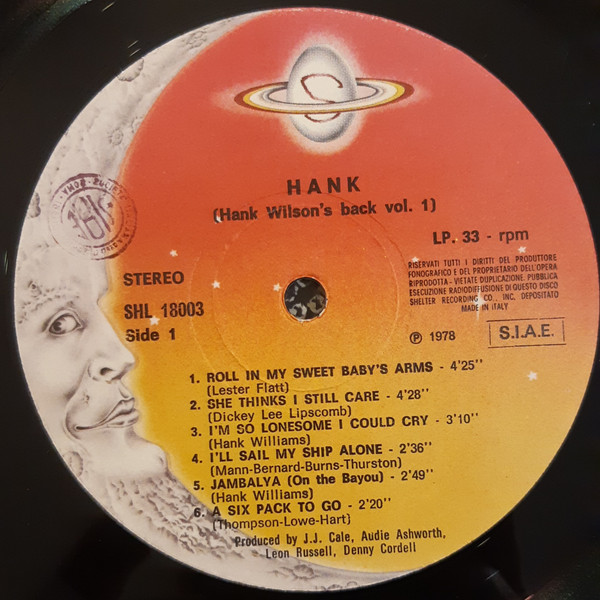 S
HANK
(Hank Wilson's back vol. 1)
LP. 33 - rpm
RISERVATI TUTTI I DIRITTI DEL PRODUTTORE
FONOGRAFICO E DEL PROPRIETARIO DELL'OPERA
RIPRODOTTA - VIETATE DUPLICAZIONE, PUBBLICA
ESECUZIONE RADIODIFFUSIONE DI QUESTO DISCO
SHELTER RECORDING CO., INC. DEPOSITATO
MADE IN ITALY
STEREO
SHL 18003
Side 1
℗ 1978
S.I.A.E.
1. ROLL IN MY SWEET BABY'S ARMS - 4'25''
(Lester Flatt)
2. SHE THINKS I STILL CARE - 4'28''
(Dickey Lee Lipscomb)
3. I'M SO LONESOME I COULD CRY - 3'10''
(Hank Williams)
4. I'LL SAIL MY SHIP ALONE - 2'36''
(Mann-Bernard-Burns-Thurston)
5. JAMBALYA (On the Bayou) - 2'49''
(Hank Williams)
6. A SIX PACK TO GO - 2'20''
(Thompson-Lowe-Hart)
Produced by J.J. Cale, Audie Ashworth,
Leon Russell, Denny Cordell